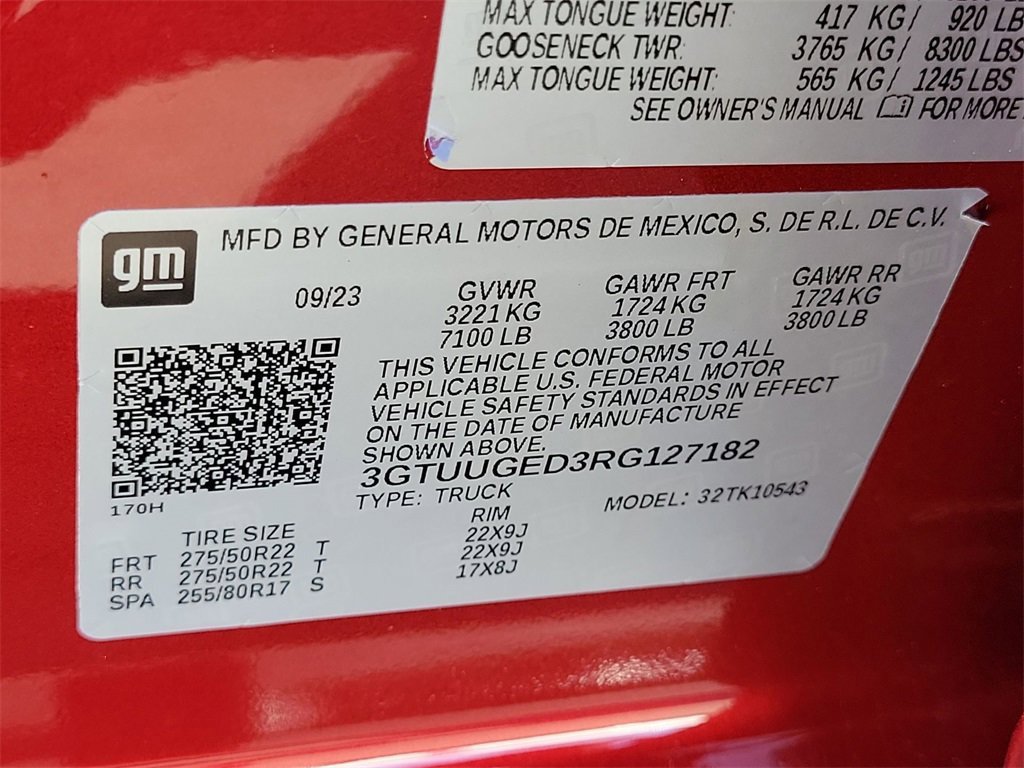 MAX TONGUE WEIGHT: 417 KG/ 920 LB
GOOSENECK TWR: 3765 KG/ 8300 LBS
MAX TONGUE WEIGHT: 565 KG/ 1245 LBS
SEE OWNER'S MANUAL FOR MORE
gm
MFD BY GENERAL MOTORS DE MEXICO, S. DE R.L. DE C.V.
09/23 GVWR GAWR FRT GAWR RR
3221 KG 1724 KG 1724 KG
7100 LB 3800 LB 3800 LB
THIS VEHICLE CONFORMS TO ALL
APPLICABLE U.S. FEDERAL MOTOR
VEHICLE SAFETY STANDARDS IN EFFECT
ON THE DATE OF MANUFACTURE
SHOWN ABOVE.
3GTUUGED3RG127182
170H
TYPE: TRUCK MODEL: 32TK10543
TIRE SIZE RIM
FRT 275/50R22 T 22X9J
RR 275/50R22 T 22X9J
SPA 255/80R17 S 17X8J